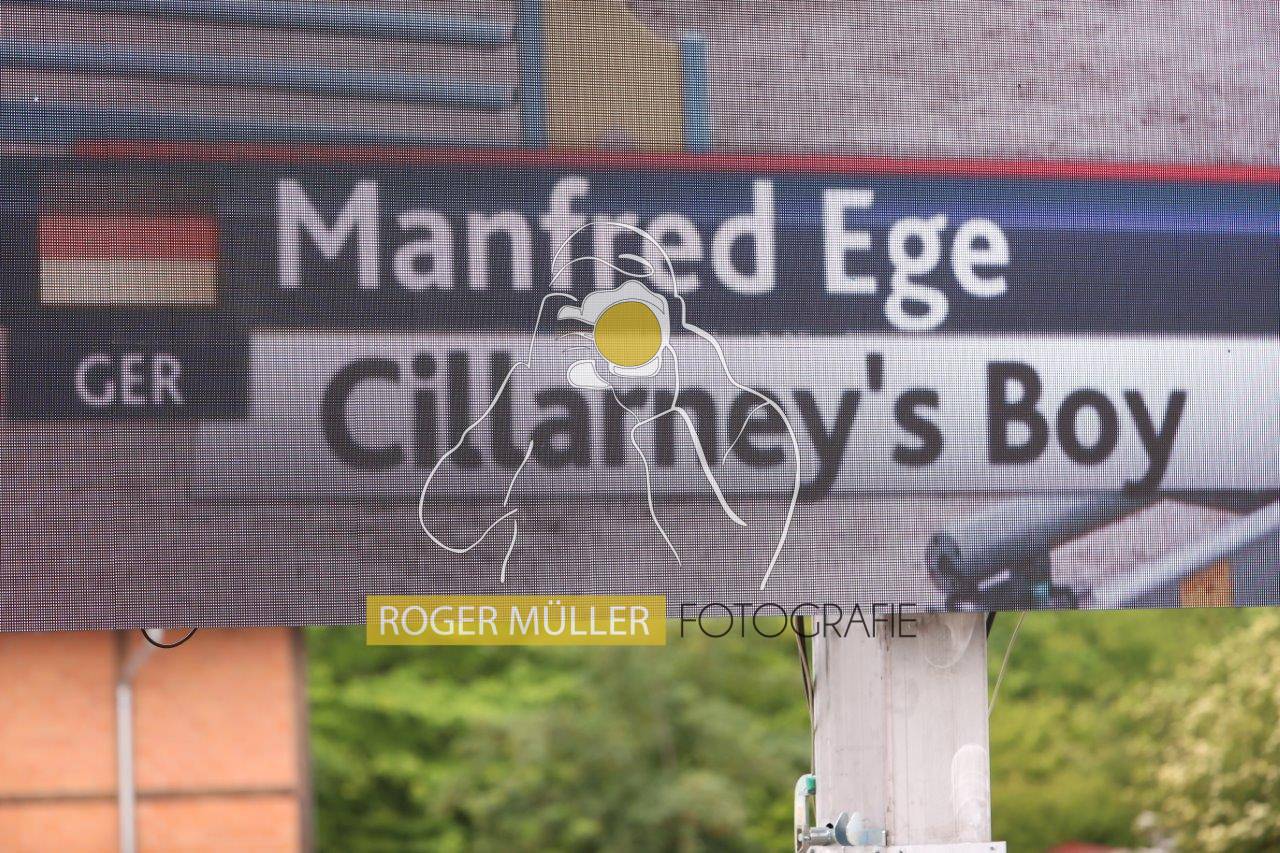 Manfred Ege
GER
Cillarney's Boy
ROGER MÜLLER FOTOGRAFIE